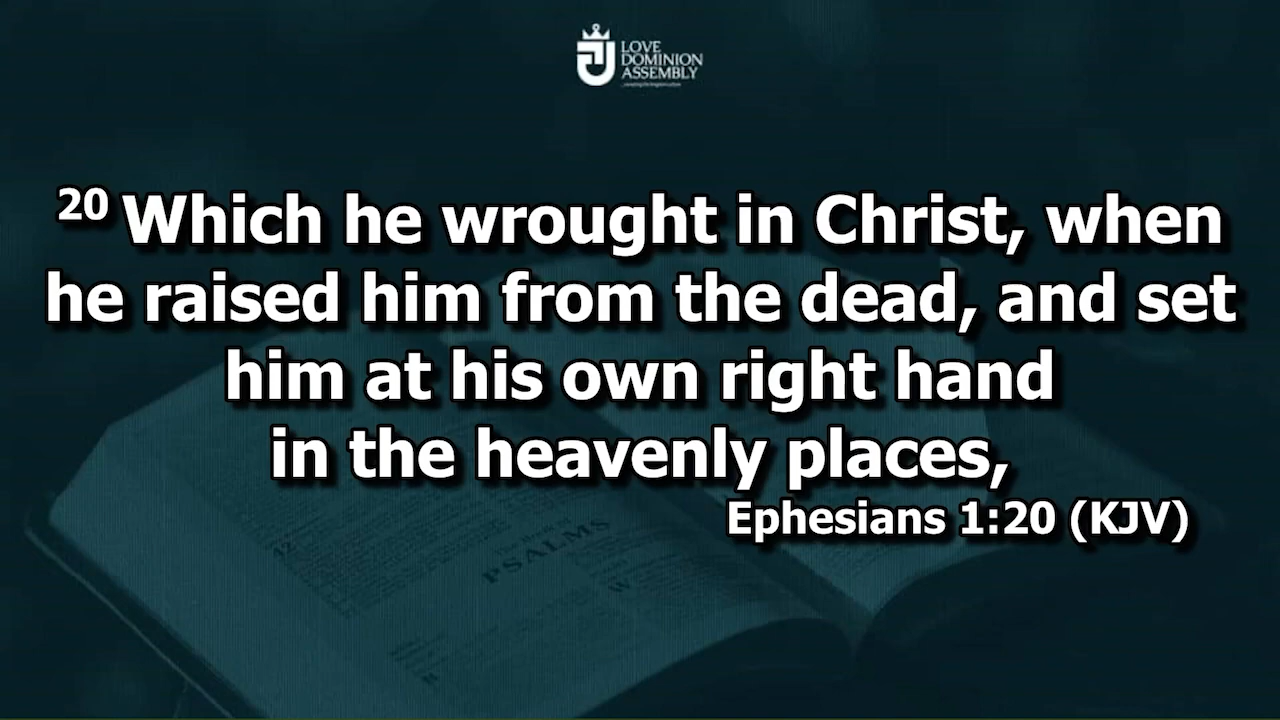 LOVE
DOMINION
ASSEMBLY
20 Which he wrought in Christ, when
he raised him from the dead, and set
him at his own right hand
in the heavenly places,
Ephesians 1:20 (KJV)
PSALMS